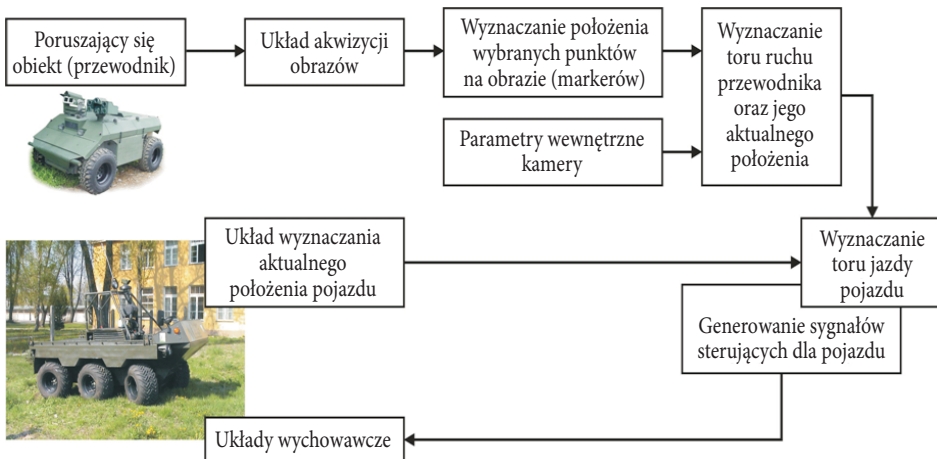 Poruszający się
obiekt (przewodnik)
Układ akwizycji
obrazów
Wyznaczanie położenia
wybranych punktów
na obrazie (markerów)
Wyznaczanie
toru ruchu
przewodnika
oraz jego
aktualnego
położenia
Parametry wewnętrzne
kamery
Układ wyznaczania
aktualnego
położenia pojazdu
Wyznaczanie
toru jazdy
pojazdu
Generowanie sygnałów
sterujących dla pojazdu
Układy wychowawcze